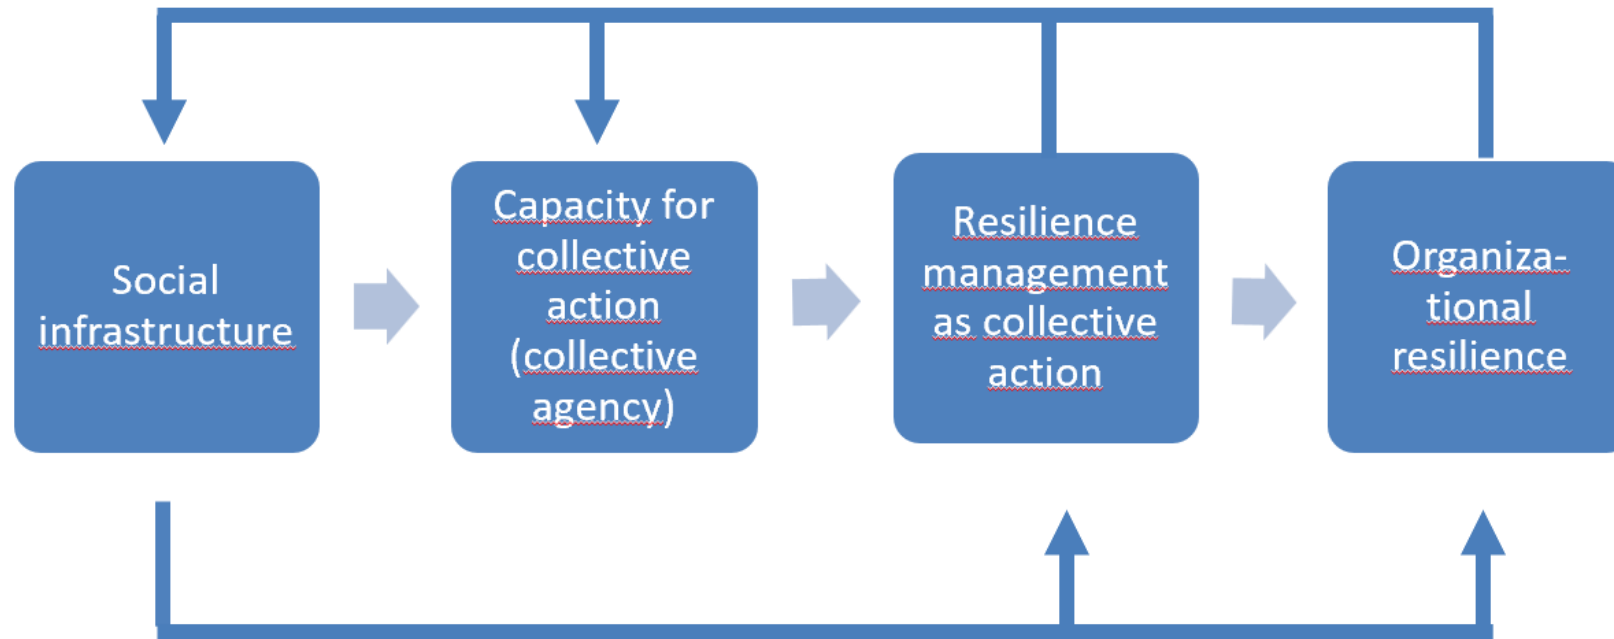 Social
infrastructure
Capacity for
collective
action
(collective
agency)
Resilience
management
as collective
action
Organiza-
tional
resilience